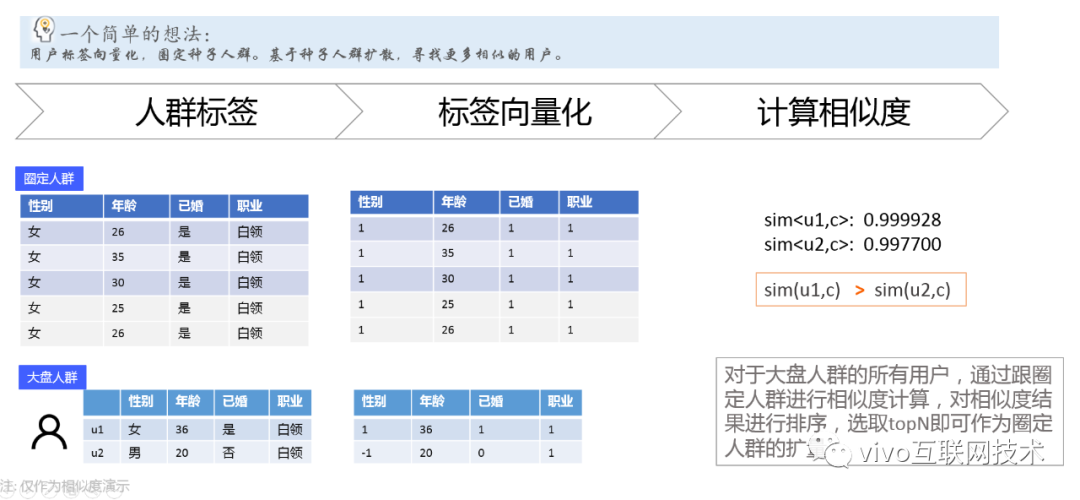 一个简单的想法：
用户标签向量化，圈定种子人群。基于种子人群扩散，寻找更多相似的用户。
人群标签 标签向量化 计算相似度
圈定人群
性别 年龄 已婚 职业
女 26 是 白领
女 35 是 白领
女 30 是 白领
女 25 是 白领
女 26 是 白领
性别 年龄 已婚 职业
1 26 1 1
1 35 1 1
1 30 1 1
1 25 1 1
1 26 1 1
sim<u1,c>: 0.999928
sim<u2,c>: 0.997700
sim(u1,c) > sim(u2,c)
大盘人群
性别 年龄 已婚 职业
u1 女 36 是 白领
u2 男 20 否 白领
性别 年龄 已婚 职业
1 36 1 1
-1 20 0 1
对于大盘人群的所有用户，通过跟圈
定人群进行相似度计算，对相似度结
果进行排序，选取topN即可作为圈定
人群的扩
vivo互联网技术
注: 仅作为相似度演示